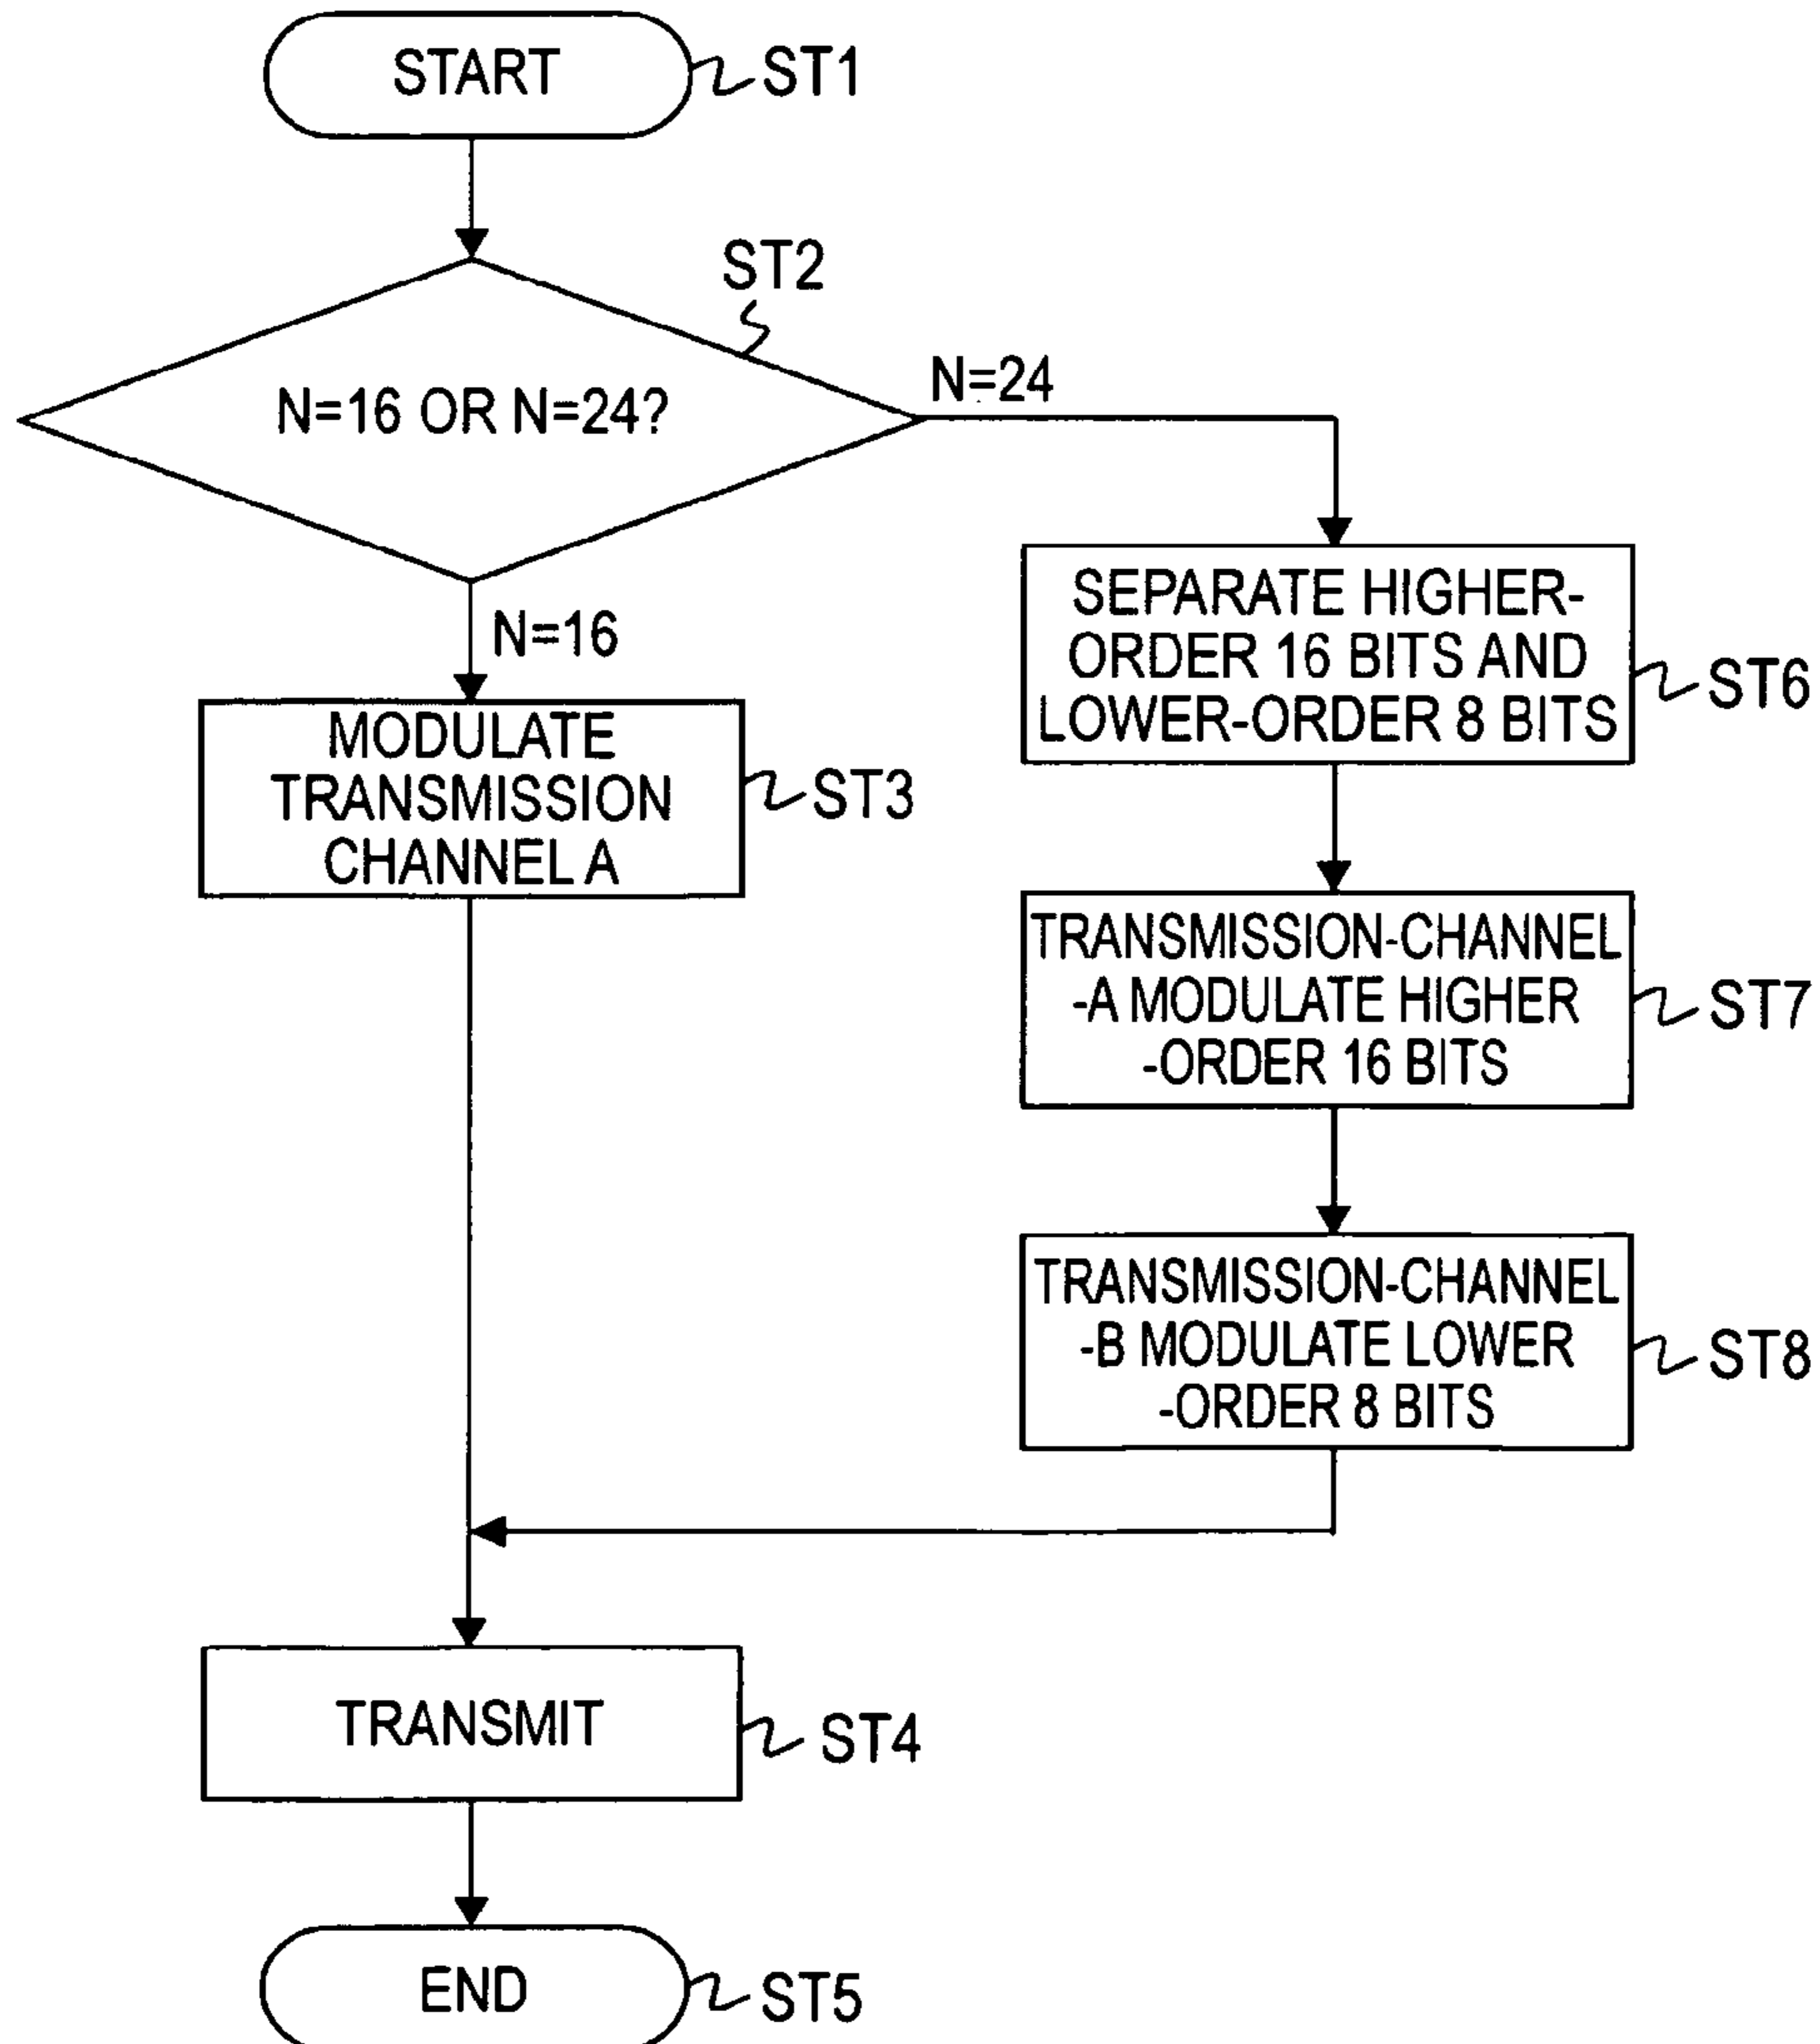 START
ST1
ST2
N=16 OR N=24?
N=24
N=16
MODULATE
TRANSMISSION
CHANNEL A
ST3
SEPARATE HIGHER-
ORDER 16 BITS AND
LOWER-ORDER 8 BITS
ST6
TRANSMISSION-CHANNEL
-A MODULATE HIGHER
-ORDER 16 BITS
ST7
TRANSMISSION-CHANNEL
-B MODULATE LOWER
-ORDER 8 BITS
ST8
TRANSMIT
ST4
END
ST5